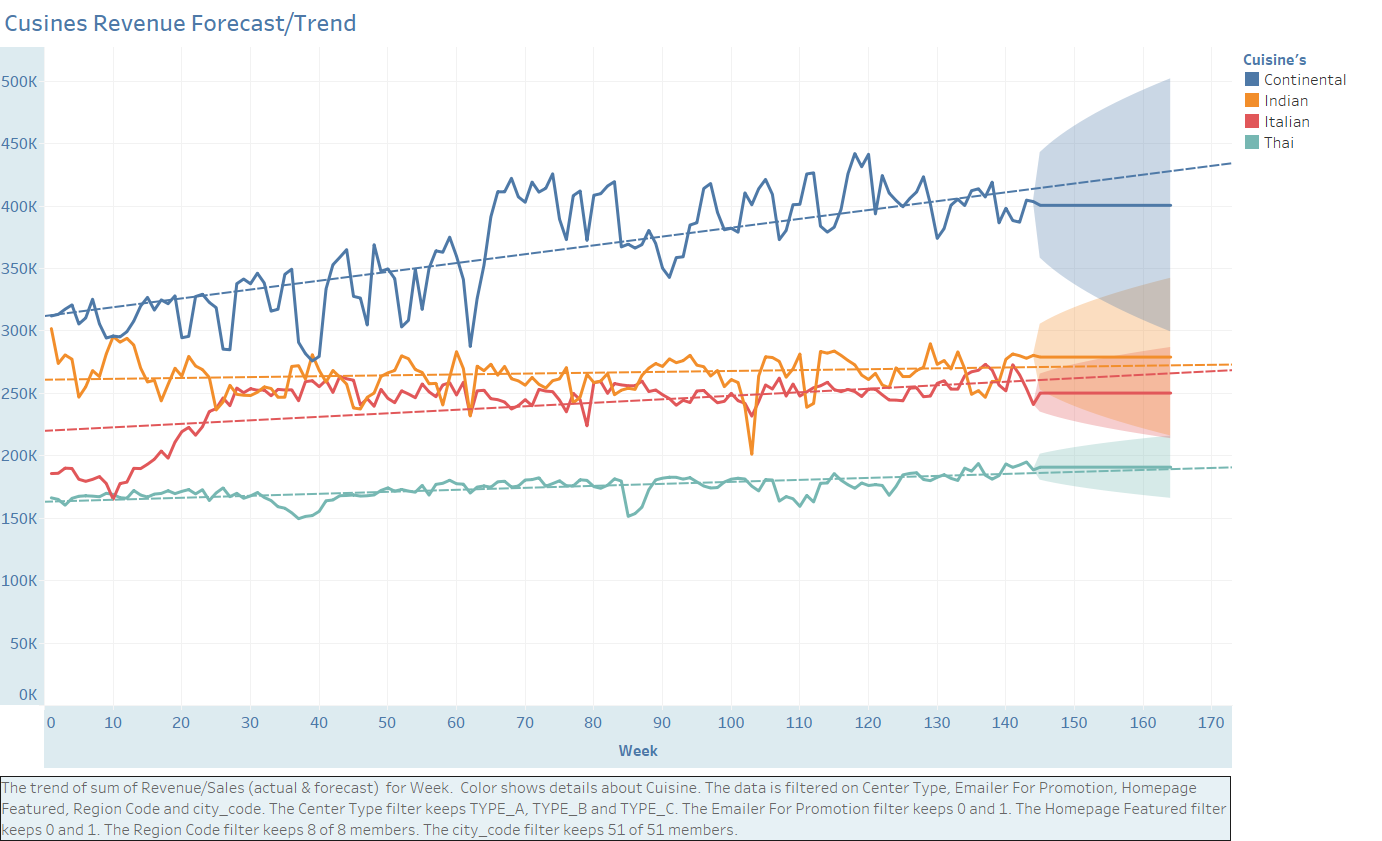 Cusines Revenue Forecast/Trend
Cuisine's
Continental
Indian
Italian
Thai
500K
450K
400K
350K
300K
250K
200K
150K
100K
50K
0K
0 10 20 30 40 50 60 70 80 90 100 110 120 130 140 150 160 170
Week
The trend of sum of Revenue/Sales (actual & forecast)  for Week.  Color shows details about Cuisine. The data is filtered on Center Type, Emailer For Promotion, Homepage
Featured, Region Code and city_code. The Center Type filter keeps TYPE_A, TYPE_B and TYPE_C. The Emailer For Promotion filter keeps 0 and 1. The Homepage Featured filter
keeps 0 and 1. The Region Code filter keeps 8 of 8 members. The city_code filter keeps 51 of 51 members.